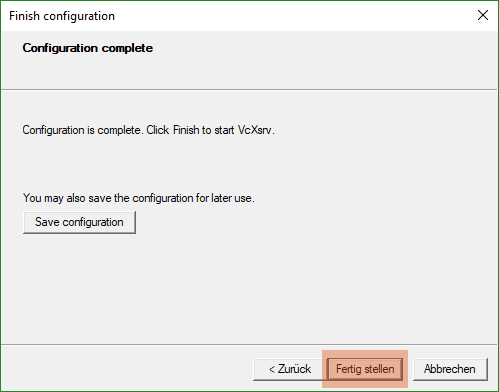 Finish configuration
Configuration complete
Configuration is complete. Click Finish to start VcXsrv.
You may also save the configuration for later use.
Save configuration
< Zurück Fertig stellen Abbrechen